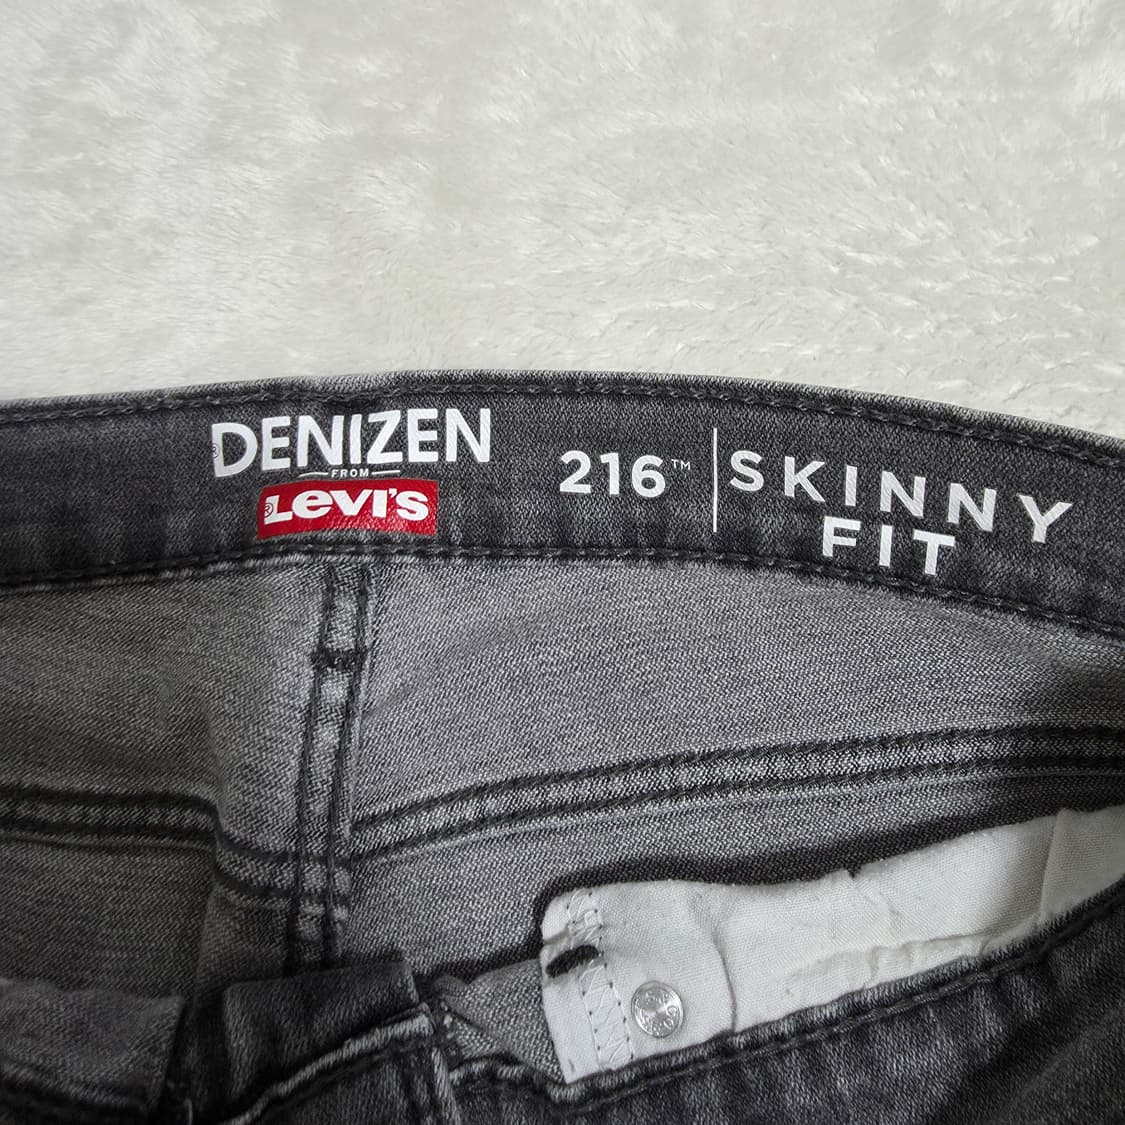 ®DENIZEN
FROM
®Levi's
216™
SKINNY
FIT